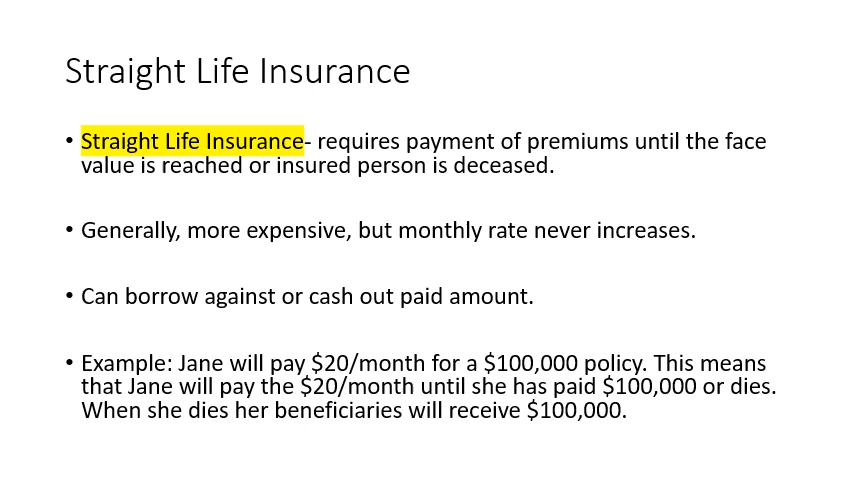 Straight Life Insurance
• Straight Life Insurance- requires payment of premiums until the face
value is reached or insured person is deceased.
• Generally, more expensive, but monthly rate never increases.
• Can borrow against or cash out paid amount.
• Example: Jane will pay $20/month for a $100,000 policy. This means
that Jane will pay the $20/month until she has paid $100,000 or dies.
When she dies her beneficiaries will receive $100,000.